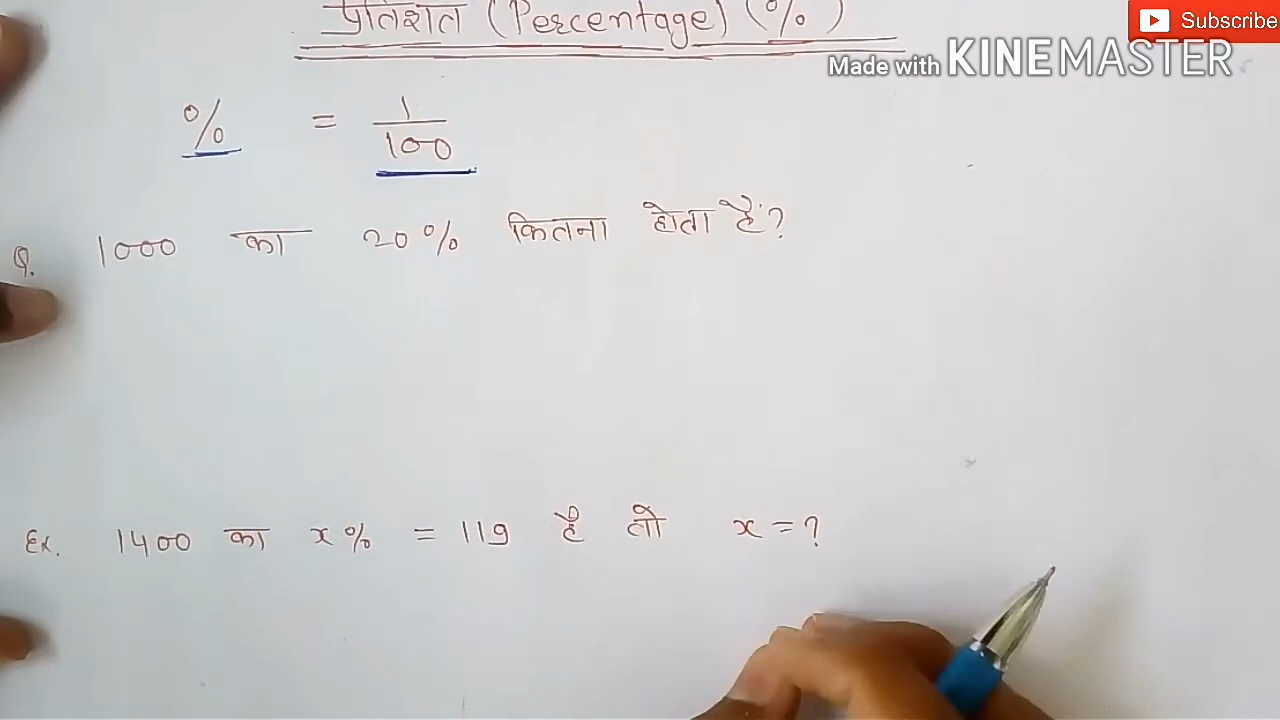 प्रतिशत (Percentage) (%)
Subscribe
Made with KINEMASTER
% = 1/100
Q. 1000 का 20% कितना होता हैं?
Ex. 1400 का x% = 119 है तो x = ?